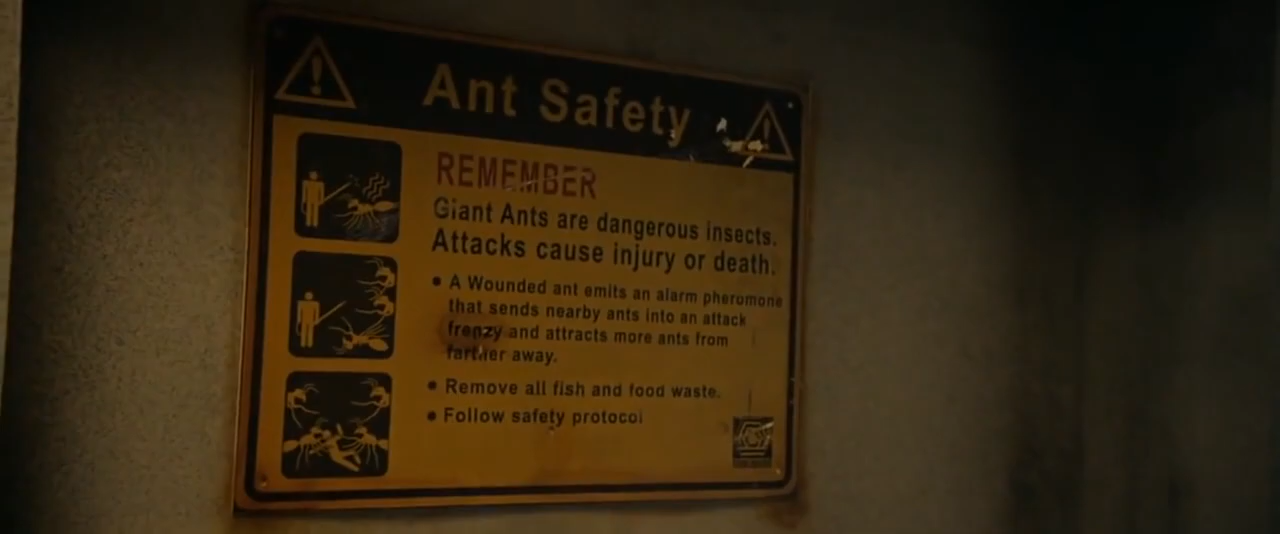 Ant Safety
REMEMBER
Giant Ants are dangerous insects.
Attacks cause injury or death.
• A Wounded ant emits an alarm pheromone
that sends nearby ants into an attack
frenzy and attracts more ants from
farther away.
• Remove all fish and food waste.
• Follow safety protocol